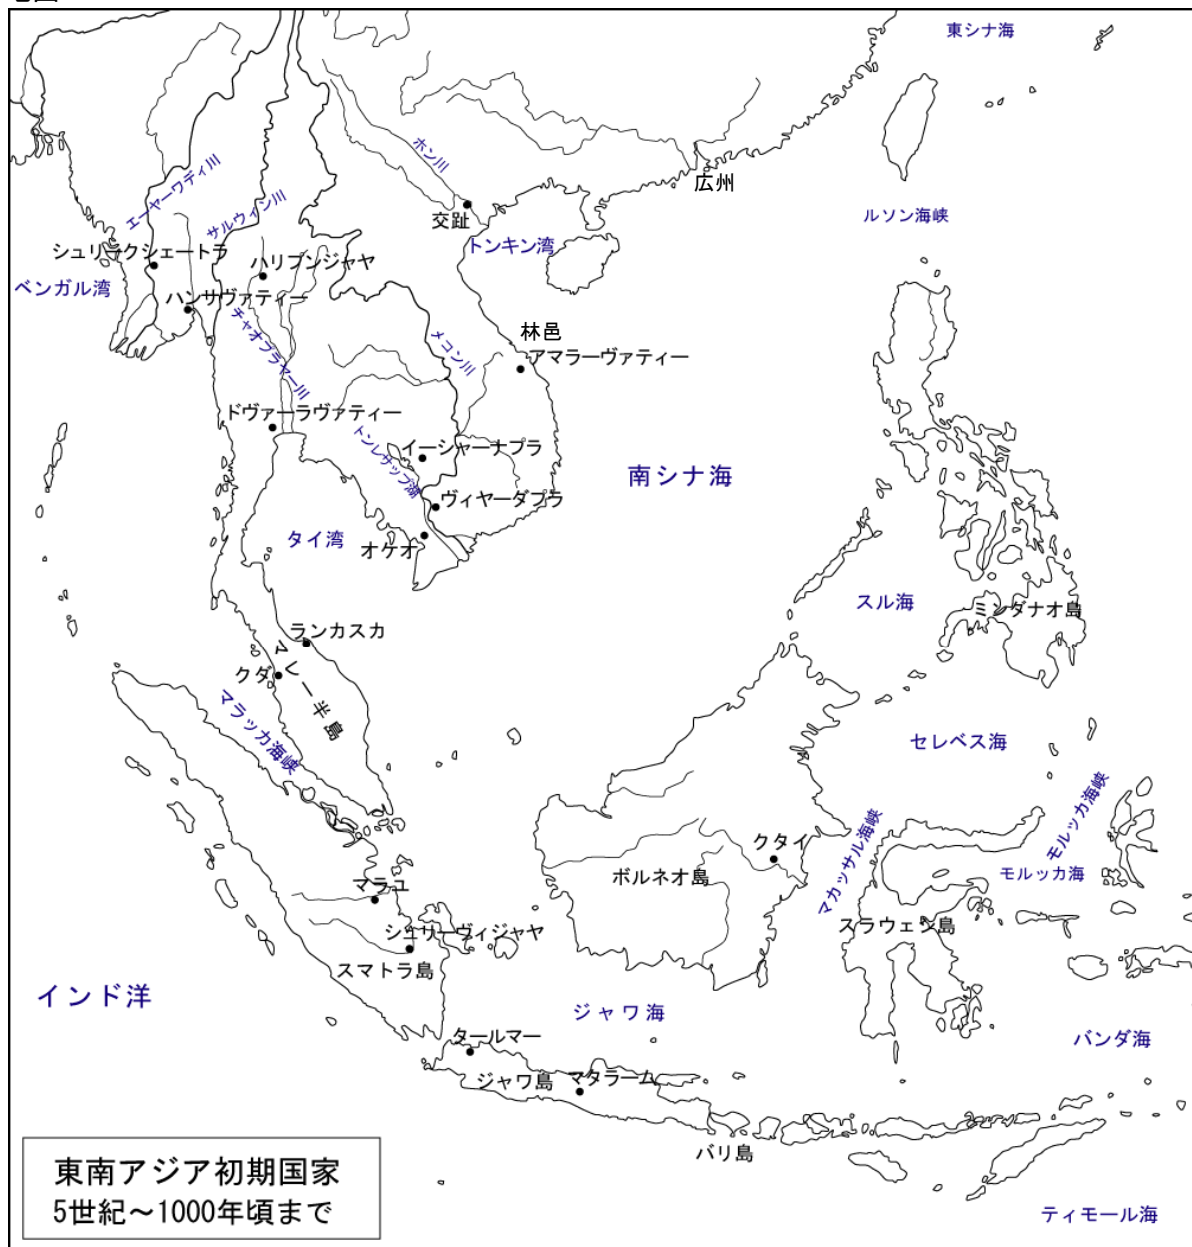 東シナ海
ホン川
広州
エーヤーワディ川
サルウィン川
交趾
ルソン海峡
トンキン湾
シュリークシェートラ
ハリプンジャヤ
ベンガル湾
ハンサヴァティー
チャオプラヤー川
メコン川
林邑
アマラーヴァティー
ドヴァーラヴァティー
トンレサップ湖
イーシャーナプラ
南シナ海
ヴィヤーダプラ
タイ湾
オケオ
スル海
ミンダナオ島
ランカスカ
クダ
マレー半島
マラッカ海峡
セレベス海
モルッカ海峡
マカッサル海峡
クタイ
ボルネオ島
モルッカ海
マラユ
スラウェシ島
シュリーヴィジャヤ
スマトラ島
インド洋
ジャワ海
タールマー
バンダ海
ジャワ島
マタラーム
バリ島
東南アジア初期国家
5世紀~1000年頃まで
ティモール海